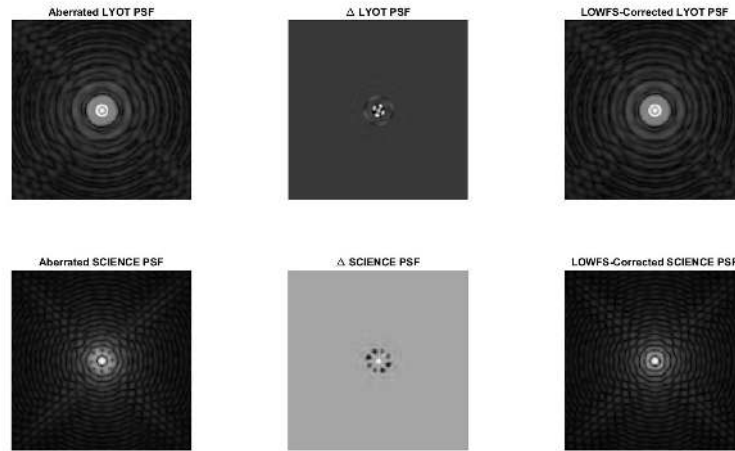 Aberrated LYOT PSF
Δ LYOT PSF
LOWFS-Corrected LYOT PSF
Aberrated SCIENCE PSF
Δ SCIENCE PSF
LOWFS-Corrected SCIENCE PSF